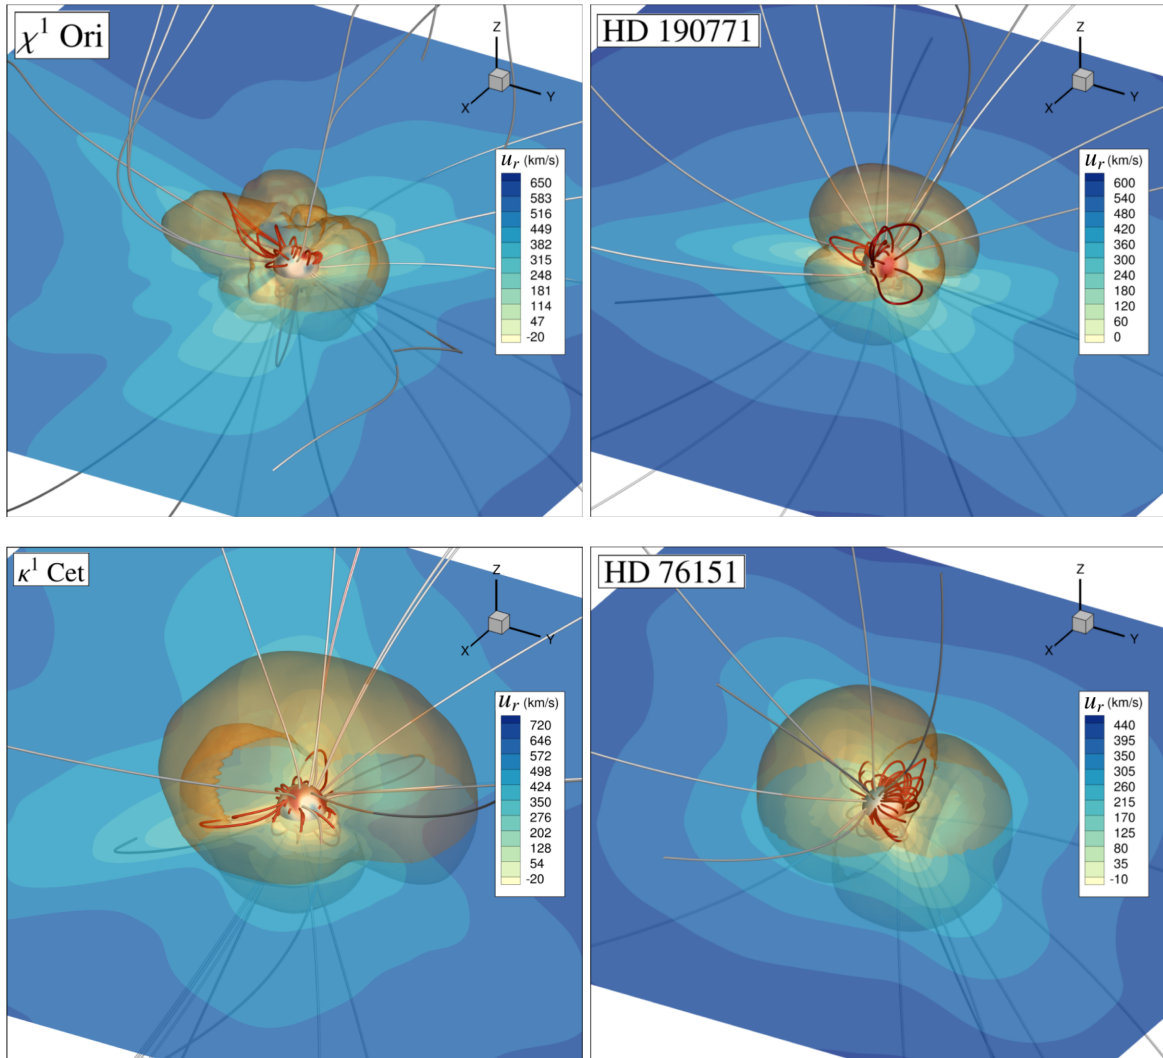 χ¹ Ori
Z
X
Y
u_r (km/s)
650
583
516
449
382
315
248
181
114
47
-20
HD 190771
Z
X
Y
u_r (km/s)
600
540
480
420
360
300
240
180
120
60
0
κ¹ Cet
Z
X
Y
u_r (km/s)
720
646
572
498
424
350
276
202
128
54
-20
HD 76151
Z
X
Y
u_r (km/s)
440
395
350
305
260
215
170
125
80
35
-10